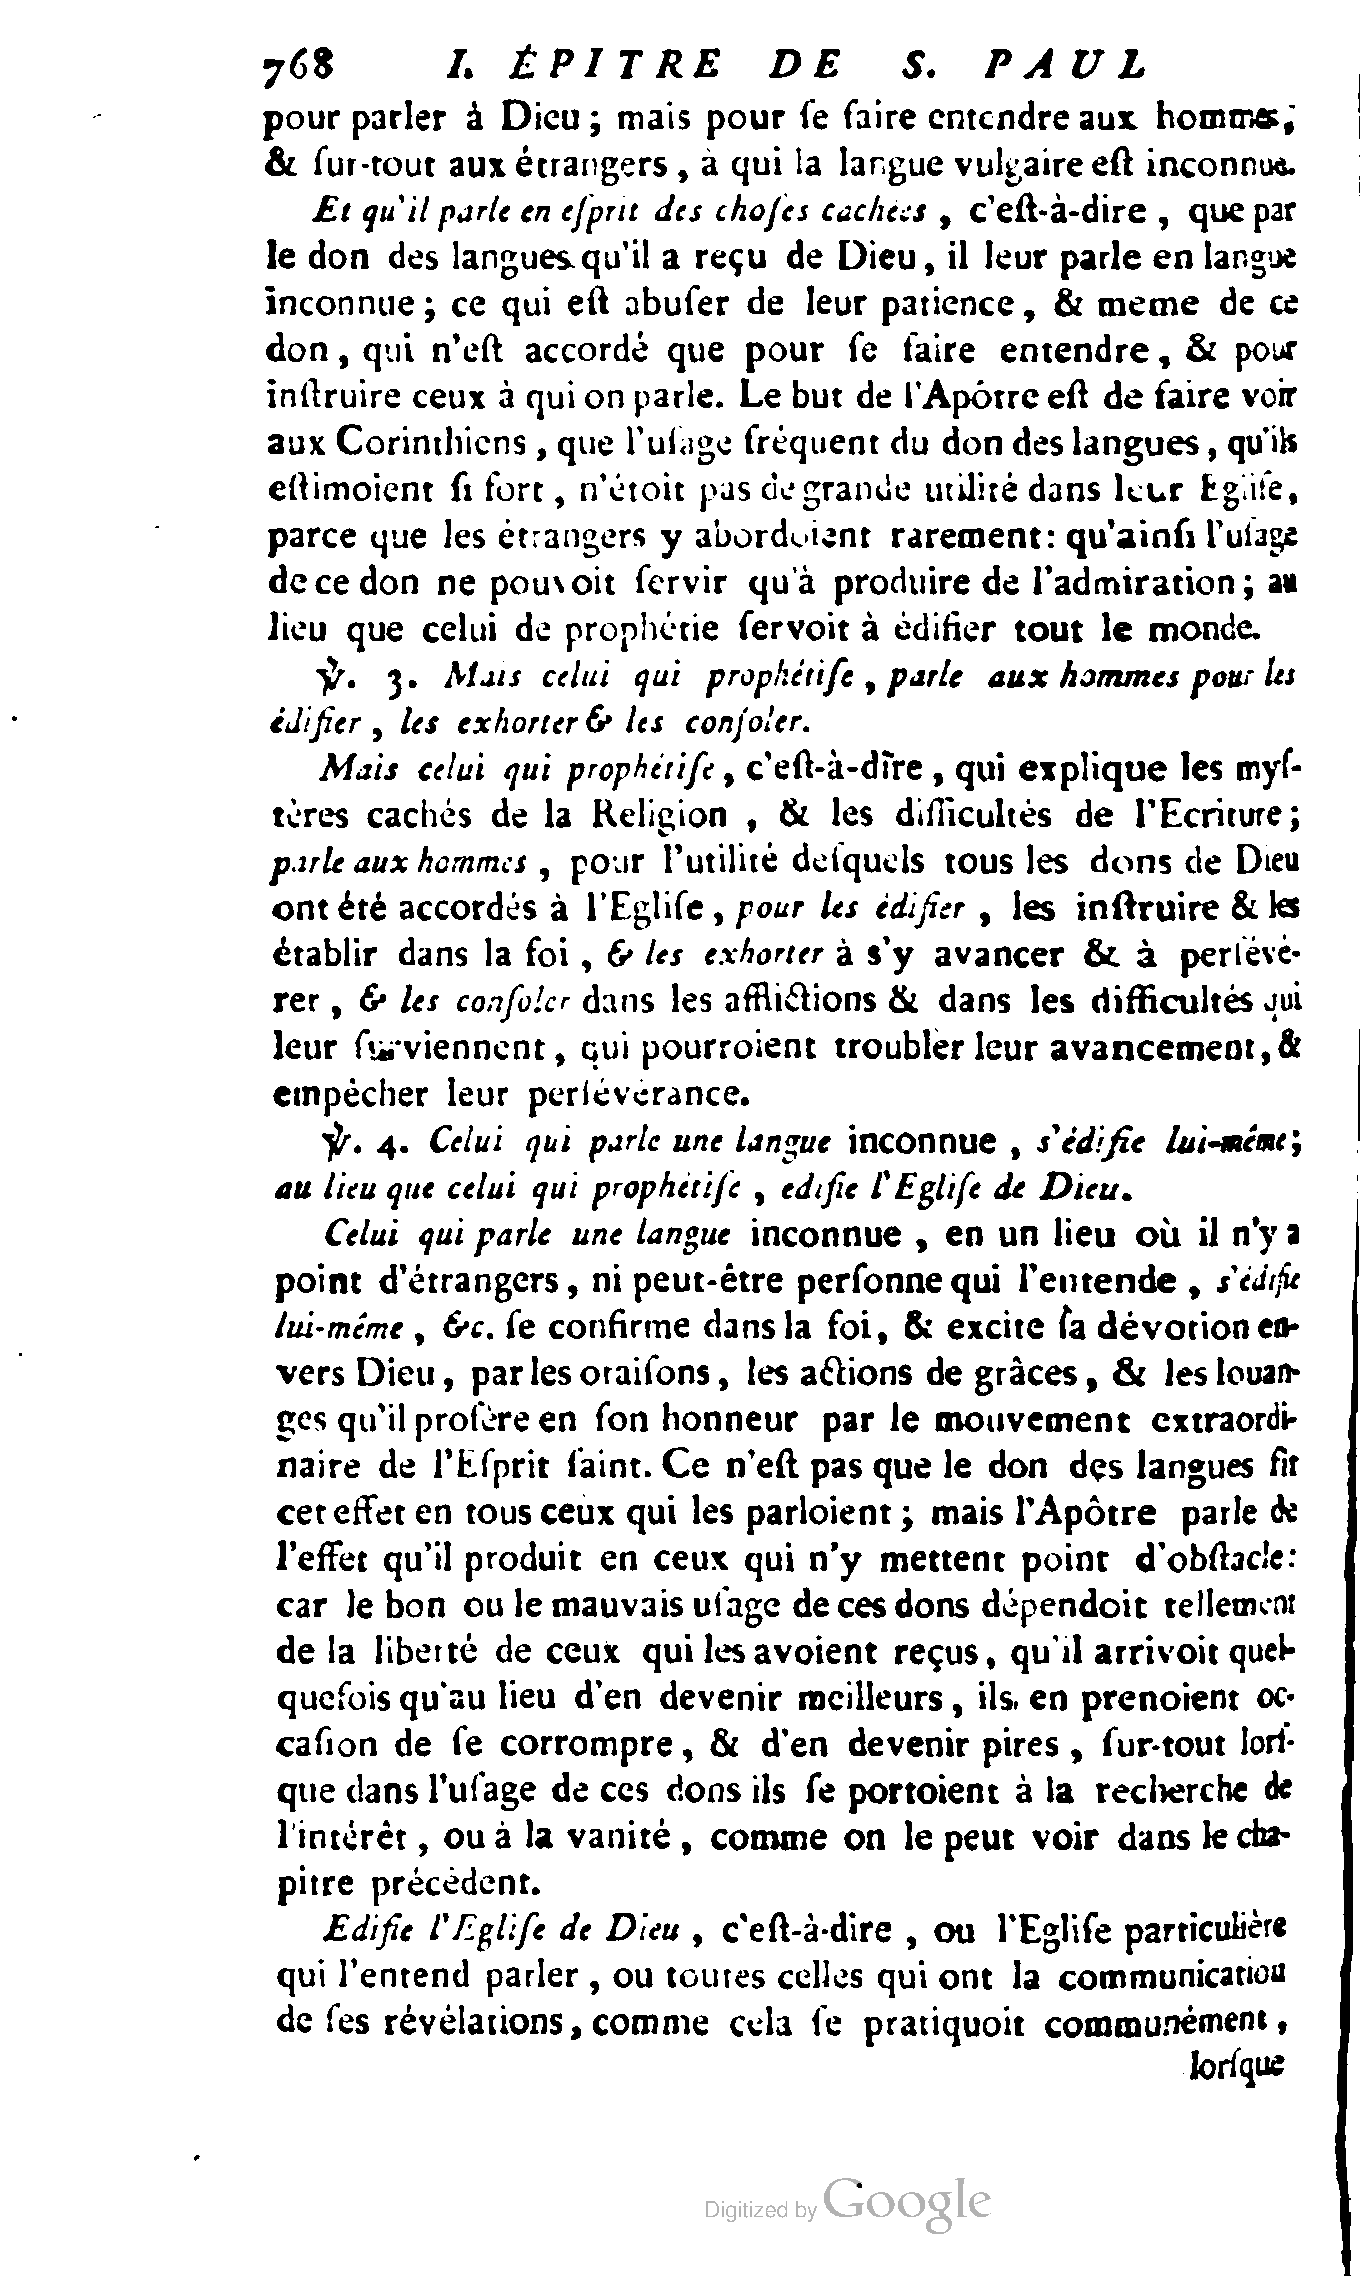 768 I. ÉPITRE DE S. PAUL
pour parler à Dieu ; mais pour ſe faire entendre aux hommes,
& ſur-tout aux étrangers, à qui la langue vulgaire eſt inconnue.
Et qu'il parle en eſprit des choſes cachées, c'eſt-à-dire, que par
le don des langues qu'il a reçu de Dieu, il leur parle en langue
inconnue ; ce qui eſt abuſer de leur patience, & meme de ce
don, qui n'eſt accordé que pour ſe faire entendre, & pour
inſtruire ceux à qui on parle. Le but de l'Apôtre eſt de faire voir
aux Corinthiens, que l'uſage fréquent du don des langues, qu'ils
eſtimoient ſi fort, n'étoit pas de grande utilité dans leur Egliſe,
parce que les étrangers y abordoient rarement : qu'ainſi l'uſage
de ce don ne pouvoit ſervir qu'à produire de l'admiration ; au
lieu que celui de prophétie ſervoit à édifier tout le monde.
℣. 3. Mais celui qui prophétiſe, parle aux hommes pour les
édifier, les exhorter & les conſoler.
Mais celui qui prophétiſe, c'eſt-à-dire, qui explique les myſ-
tères cachés de la Religion, & les difficultés de l'Ecriture ;
parle aux hommes, pour l'utilité deſquels tous les dons de Dieu
ont été accordés à l'Egliſe, pour les édifier, les inſtruire & les
établir dans la foi, & les exhorter à s'y avancer & à perſévé-
rer, & les conſoler dans les afflictions & dans les difficultés qui
leur ſurviennent, qui pourroient troubler leur avancement, &
empêcher leur perſévérance.
℣. 4. Celui qui parle une langue inconnue, s'édifie lui-même ;
au lieu que celui qui prophétiſe, édifie l'Egliſe de Dieu.
Celui qui parle une langue inconnue, en un lieu où il n'y a
point d'étrangers, ni peut-être perſonne qui l'entende, s'édifie
lui-même, &c. ſe confirme dans la foi, & excite ſa dévotion en-
vers Dieu, par les oraiſons, les actions de grâces, & les louan-
ges qu'il profère en ſon honneur par le mouvement extraordi-
naire de l'Eſprit ſaint. Ce n'eſt pas que le don des langues fît
cet effet en tous ceux qui les parloient ; mais l'Apôtre parle de
l'effet qu'il produit en ceux qui n'y mettent point d'obſtacle :
car le bon ou le mauvais uſage de ces dons dépendoit tellement
de la liberté de ceux qui les avoient reçus, qu'il arrivoit quel-
quefois qu'au lieu d'en devenir meilleurs, ils en prenoient oc-
caſion de ſe corrompre, & d'en devenir pires, ſur-tout lorſ-
que dans l'uſage de ces dons ils ſe portoient à la recherche de
l'intérêt, ou à la vanité, comme on le peut voir dans le cha-
pitre précédent.
Edifie l'Egliſe de Dieu, c'eſt-à-dire, ou l'Egliſe particulière
qui l'entend parler, ou toutes celles qui ont la communication
de ſes révélations, comme cela ſe pratiquoit communément,
lorſque
Digitized by Google